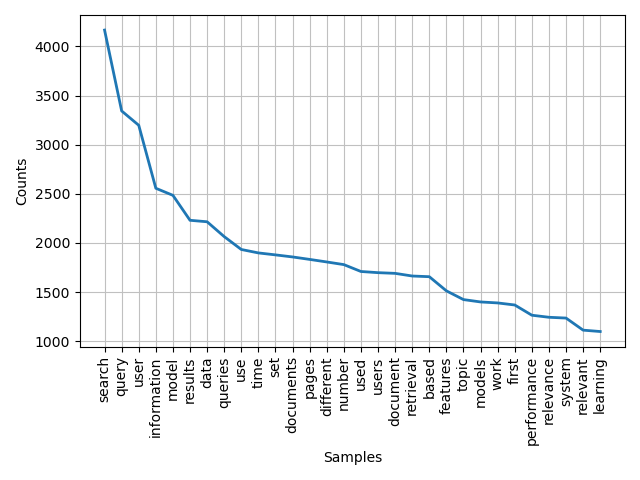 4000
3500
3000
2500
2000
1500
1000
Counts
search
query
user
information
model
results
data
queries
use
time
set
documents
pages
different
number
used
users
document
retrieval
based
features
topic
models
work
first
performance
relevance
system
relevant
learning
Samples